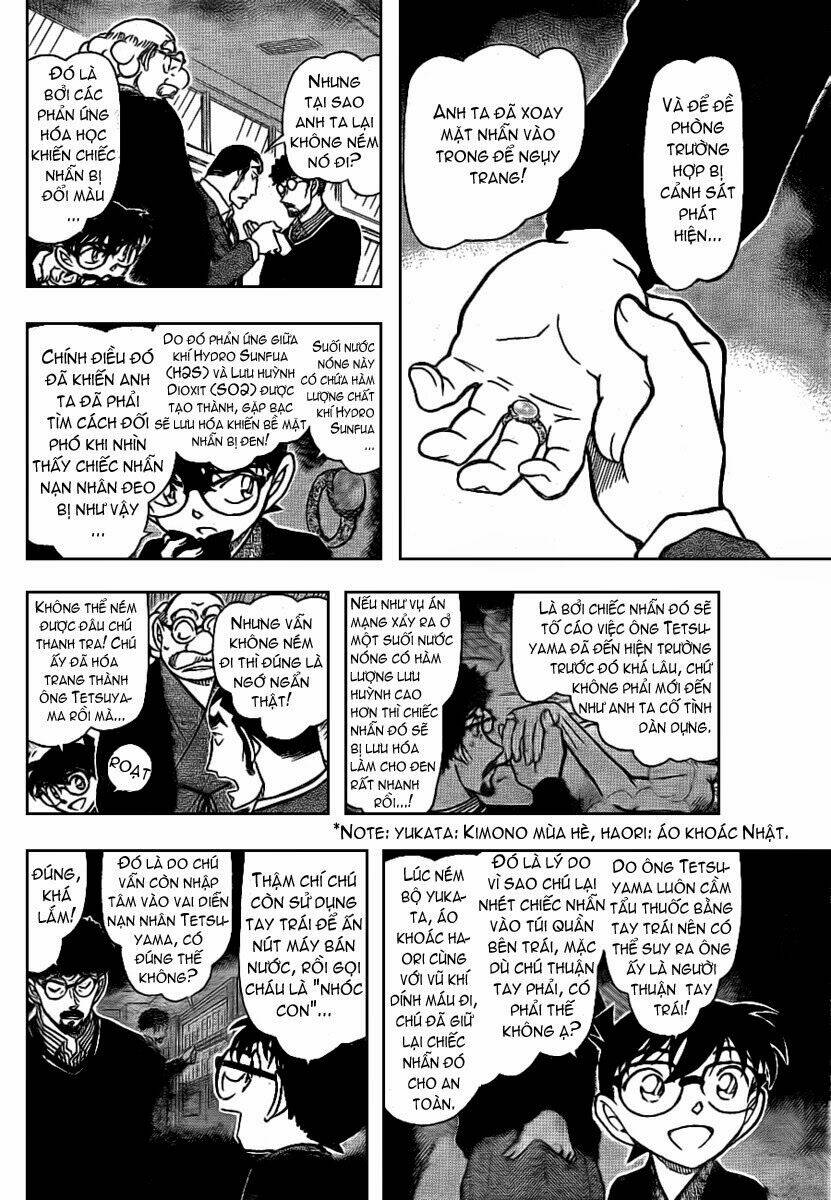 VÀ ĐỂ ĐỀ
PHÒNG
TRƯỜNG
HỢP BỊ
CẢNH SÁT
PHÁT
HIỆN...
ANH TA ĐÃ XOAY
MẶT NHẪN VÀO
TRONG ĐỂ NGỤY
TRANG!
NHƯNG
TẠI SAO
ANH TA LẠI
KHÔNG NÉM
NÓ ĐI?
ĐÓ LÀ
BỞI CÁC
PHẢN ỨNG
HÓA HỌC
KHIẾN CHIẾC
NHẪN BỊ
ĐỔI MÀU
...
SUỐI NƯỚC
NÓNG NÀY
CÓ CHỨA HÀM
LƯỢNG CHẤT
KHÍ HYDRO
SUNFUA
...
DO ĐÓ PHẢN ỨNG GIỮA
KHÍ HYDRO SUNFUA
(H2S) VÀ LƯU HUỲNH
DIOXIT (SO2) ĐƯỢC
TẠO THÀNH, GẶP BẠC
SẼ LƯU HÓA KHIẾN BỀ MẶT
NHẪN BỊ ĐEN!
CHÍNH ĐIỀU ĐÓ
ĐÃ KHIẾN ANH
TA ĐÃ PHẢI
TÌM CÁCH ĐỐI
PHÓ KHI NHÌN
THẤY CHIẾC NHẪN
NẠN NHÂN ĐEO
BỊ NHƯ VẬY
...
LÀ BỞI CHIẾC NHẪN ĐÓ SẼ
TỐ CÁO VIỆC ÔNG TETSU-
YAMA ĐÃ ĐẾN HIỆN TRƯỜNG
TRƯỚC ĐÓ KHÁ LÂU, CHỨ
KHÔNG PHẢI MỚI ĐẾN
NHƯ ANH TA CỐ TÌNH
DÀN DỰNG.
NẾU NHƯ VỤ ÁN
MẠNG XẢY RA Ở
MỘT SUỐI NƯỚC
NÓNG CÓ HÀM
LƯỢNG LƯU
HUỲNH CAO
HƠN THÌ CHIẾC
NHẪN ĐÓ SẼ
BỊ LƯU HÓA
LÀM CHO ĐEN
RẤT NHANH
RỒI...!
NHƯNG VẪN
KHÔNG NÉM
ĐI THÌ ĐÚNG LÀ
NGỚ NGẨN
THẬT!
KHÔNG THỂ NÉM
ĐƯỢC ĐÂU CHÚ
THANH TRA! CHÚ
ẤY ĐÃ HÓA
TRANG THÀNH
ÔNG TETSUYA-
MA RỒI MÀ...
ROẠT
*NOTE: YUKATA: KIMONO MÙA HÈ, HAORI: ÁO KHOÁC NHẬT.
DO ÔNG TETSU-
YAMA LUÔN CẦM
TẨU THUỐC BẰNG
TAY TRÁI NÊN CÓ
THỂ SUY RA ÔNG
ẤY LÀ NGƯỜI
THUẬN TAY
TRÁI!
ĐÓ LÀ LÝ DO
VÌ SAO CHÚ LẠI
NHÉT CHIẾC NHẪN
VÀO TÚI QUẦN
BÊN TRÁI, MẶC
DÙ CHÚ THUẬN
TAY PHẢI, CÓ
PHẢI THẾ
KHÔNG Ạ?
LÚC NÉM
BỘ YUKA-
TA, ÁO
KHOÁC HA-
ORI CÙNG
VỚI VŨ KHÍ
DÍNH MÁU ĐI,
CHÚ ĐÃ GIỮ
LẠI CHIẾC
NHẪN ĐÓ
CHO AN
TOÀN.
THẬM CHÍ CHÚ
CÒN SỬ DỤNG
TAY TRÁI ĐỂ ẤN
NÚT MÁY BÁN
NƯỚC, RỒI GỌI
CHÁU LÀ "NHÓC
CON"...
ĐÓ LÀ DO CHÚ
VẪN CÒN NHẬP
TÂM VÀO VAI DIỄN
NẠN NHÂN TETSU-
YAMA, CÓ
ĐÚNG THẾ
KHÔNG?
ĐÚNG,
KHÁ
LẮM!